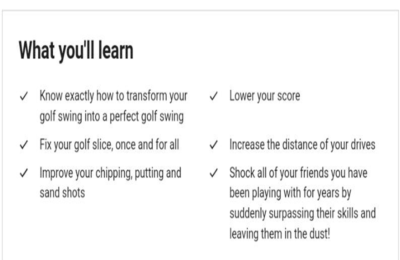 What you'll learn
Know exactly how to transform your
golf swing into a perfect golf swing
Lower your score
Fix your golf slice, once and for all
Increase the distance of your drives
Improve your chipping, putting and
sand shots
Shock all of your friends you have
been playing with for years by
suddenly surpassing their skills and
leaving them in the dust!